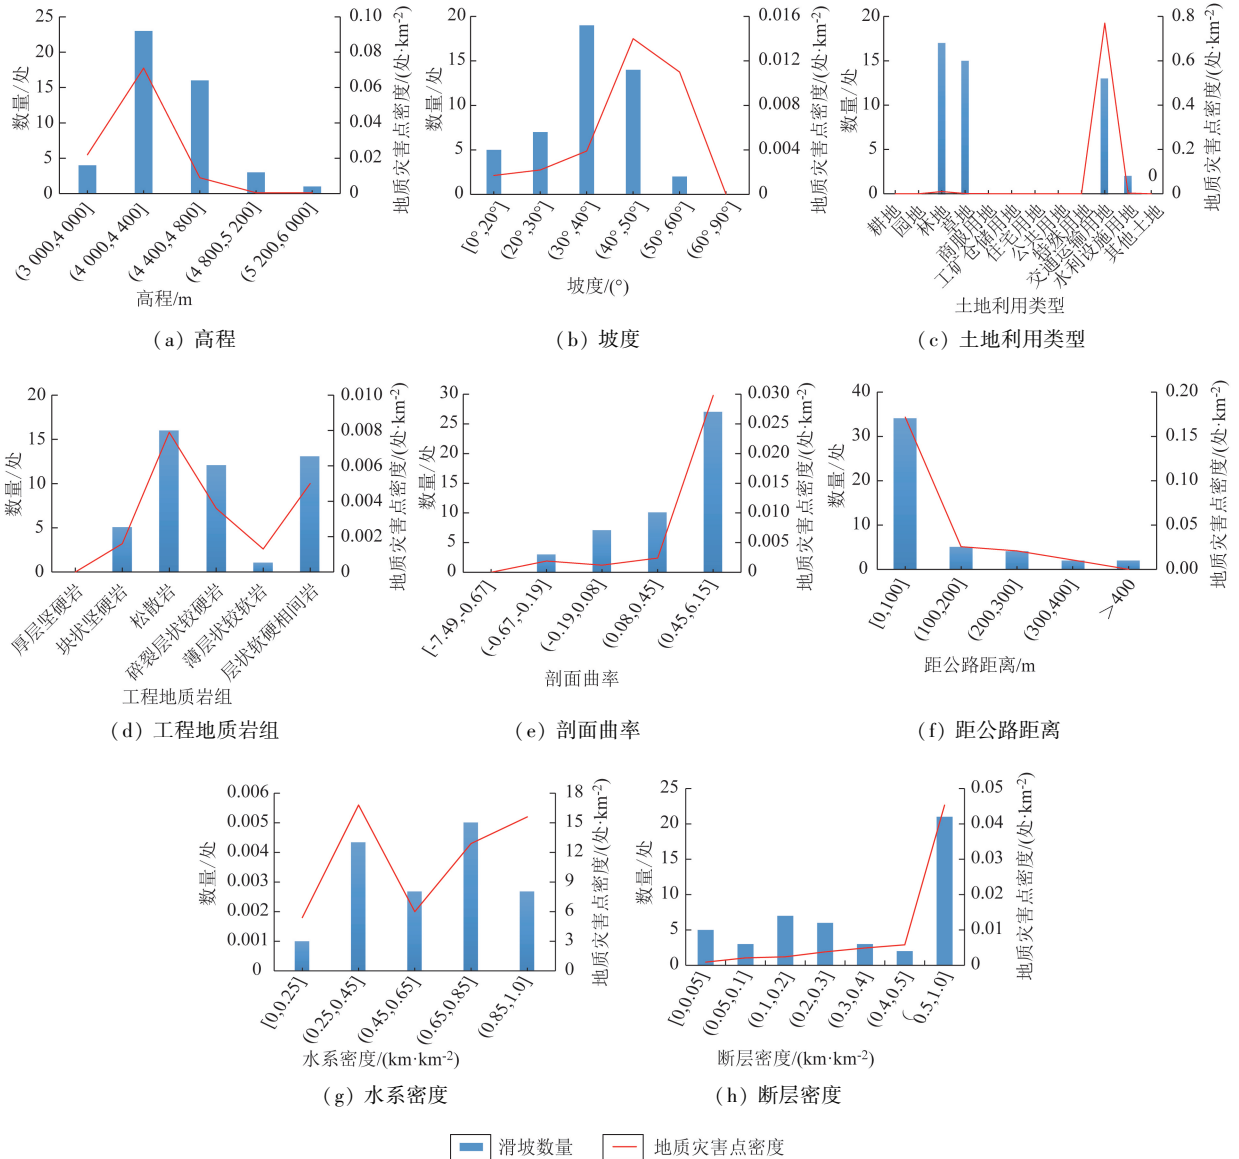 数量/处
25
20
15
10
5
0
0.10
0.08
0.06
0.04
0.02
0
地质灾害点密度/(处·km-2)
(3 000,4 000]
(4 000,4 400]
(4 400,4 800]
(4 800,5 200]
(5 200,6 000]
高程/m
(a) 高程
数量/处
20
15
10
5
0
0.016
0.012
0.008
0.004
0
地质灾害点密度/(处·km-2)
[0°,20°]
(20°,30°]
(30°,40°]
(40°,50°]
(50°,60°]
(60°,90°]
坡度/(°)
(b) 坡度
数量/处
20
15
10
5
0
0.8
0.6
0.4
0.2
0
0
地质灾害点密度/(处·km-2)
耕地
园地
林地
草地
商服用地
工矿仓储用地
住宅用地
公共用地
特殊用地
交通运输用地
水利设施用地
其他土地
土地利用类型
(c) 土地利用类型
数量/处
20
15
10
5
0
0.010
0.008
0.006
0.004
0.002
0
地质灾害点密度/(处·km-2)
厚层坚硬岩
块状坚硬岩
松散岩
碎裂层状较硬岩
薄层状较软岩
层状软硬相间岩
工程地质岩组
(d) 工程地质岩组
数量/处
30
25
20
15
10
5
0
0.030
0.025
0.020
0.015
0.010
0.005
0
地质灾害点密度/(处·km-2)
[-7.49,-0.67]
(-0.67,-0.19]
(-0.19,0.08]
(0.08,0.45]
(0.45,6.15]
剖面曲率
(e) 剖面曲率
数量/处
40
30
20
10
0
0.20
0.15
0.10
0.05
0.00
地质灾害点密度/(处·km-2)
[0,100]
(100,200]
(200,300]
(300,400]
>400
距公路距离/m
(f) 距公路距离
数量/处
0.006
0.005
0.004
0.003
0.002
0.001
0
18
15
12
9
6
3
0
地质灾害点密度/(处·km-2)
[0,0.25]
(0.25,0.45]
(0.45,0.65]
(0.65,0.85]
(0.85,1.0]
水系密度/(km·km-2)
(g) 水系密度
数量/处
25
20
15
10
5
0
0.05
0.04
0.03
0.02
0.01
0
地质灾害点密度/(处·km-2)
[0,0.05]
(0.05,0.1]
(0.1,0.2]
(0.2,0.3]
(0.3,0.4]
(0.4,0.5]
(0.5,1.0]
断层密度/(km·km-2)
(h) 断层密度
滑坡数量
地质灾害点密度